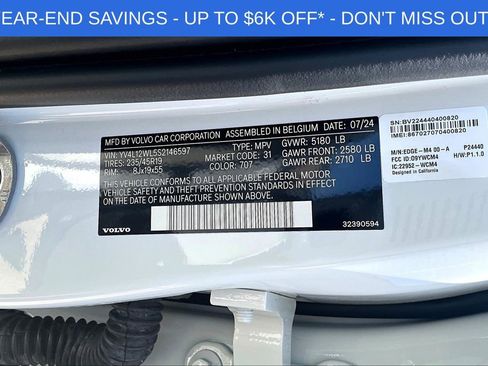 EAR-END SAVINGS - UP TO $6K OFF* - DON'T MISS OUT
MFD BY VOLVO CAR CORPORATION ASSEMBLED IN BELGIUM 07/24
VIN: YV4L12WL5S2146597 TYPE: MPV GVWR: 5180 LB
TIRES: 235/45R19 MARKET CODE: 31 GAWR FRONT: 2580 LB
RIM: 8Jx19x55 COLOR: 707- GAWR REAR: 2710 LB
THIS VEHICLE CONFORMS TO ALL APPLICABLE FEDERAL MOTOR
VEHICLE SAFETY, BUMPER, AND THEFT PREVENTION STANDARDS
IN EFFECT ON THE DATE OF MANUFACTURE SHOWN ABOVE.
VOLVO
32390594
SN: BV224440400820
IMEI: 867027070400820
M/N: EDGE-M4 00-A P24440
FCC ID: O9YWCM4 H/W:P1.1.0
IC: 22952-WCM4
Designed in California